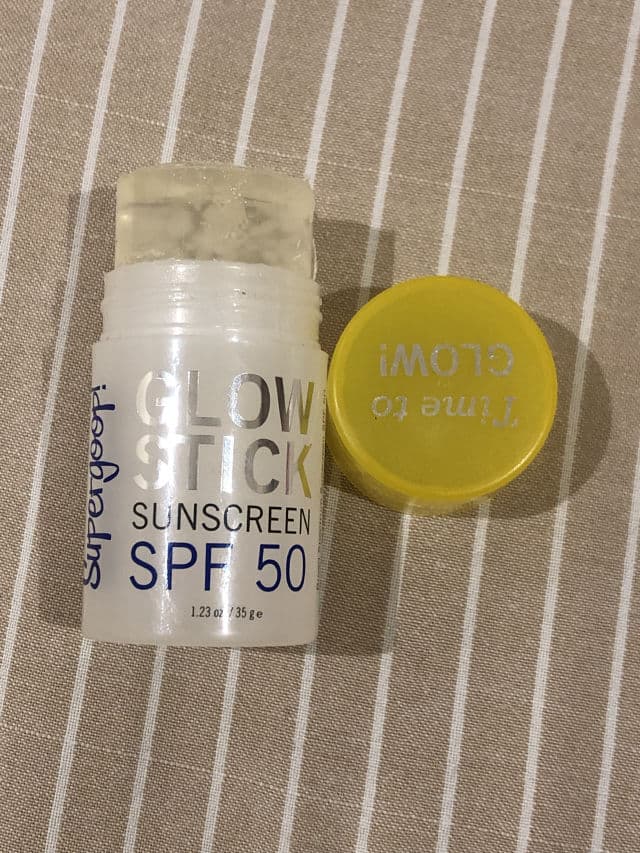 Supergoop!
GLOW
STICK
SUNSCREEN
SPF 50
1.23 oz / 35 g e
Time to
GLOW!